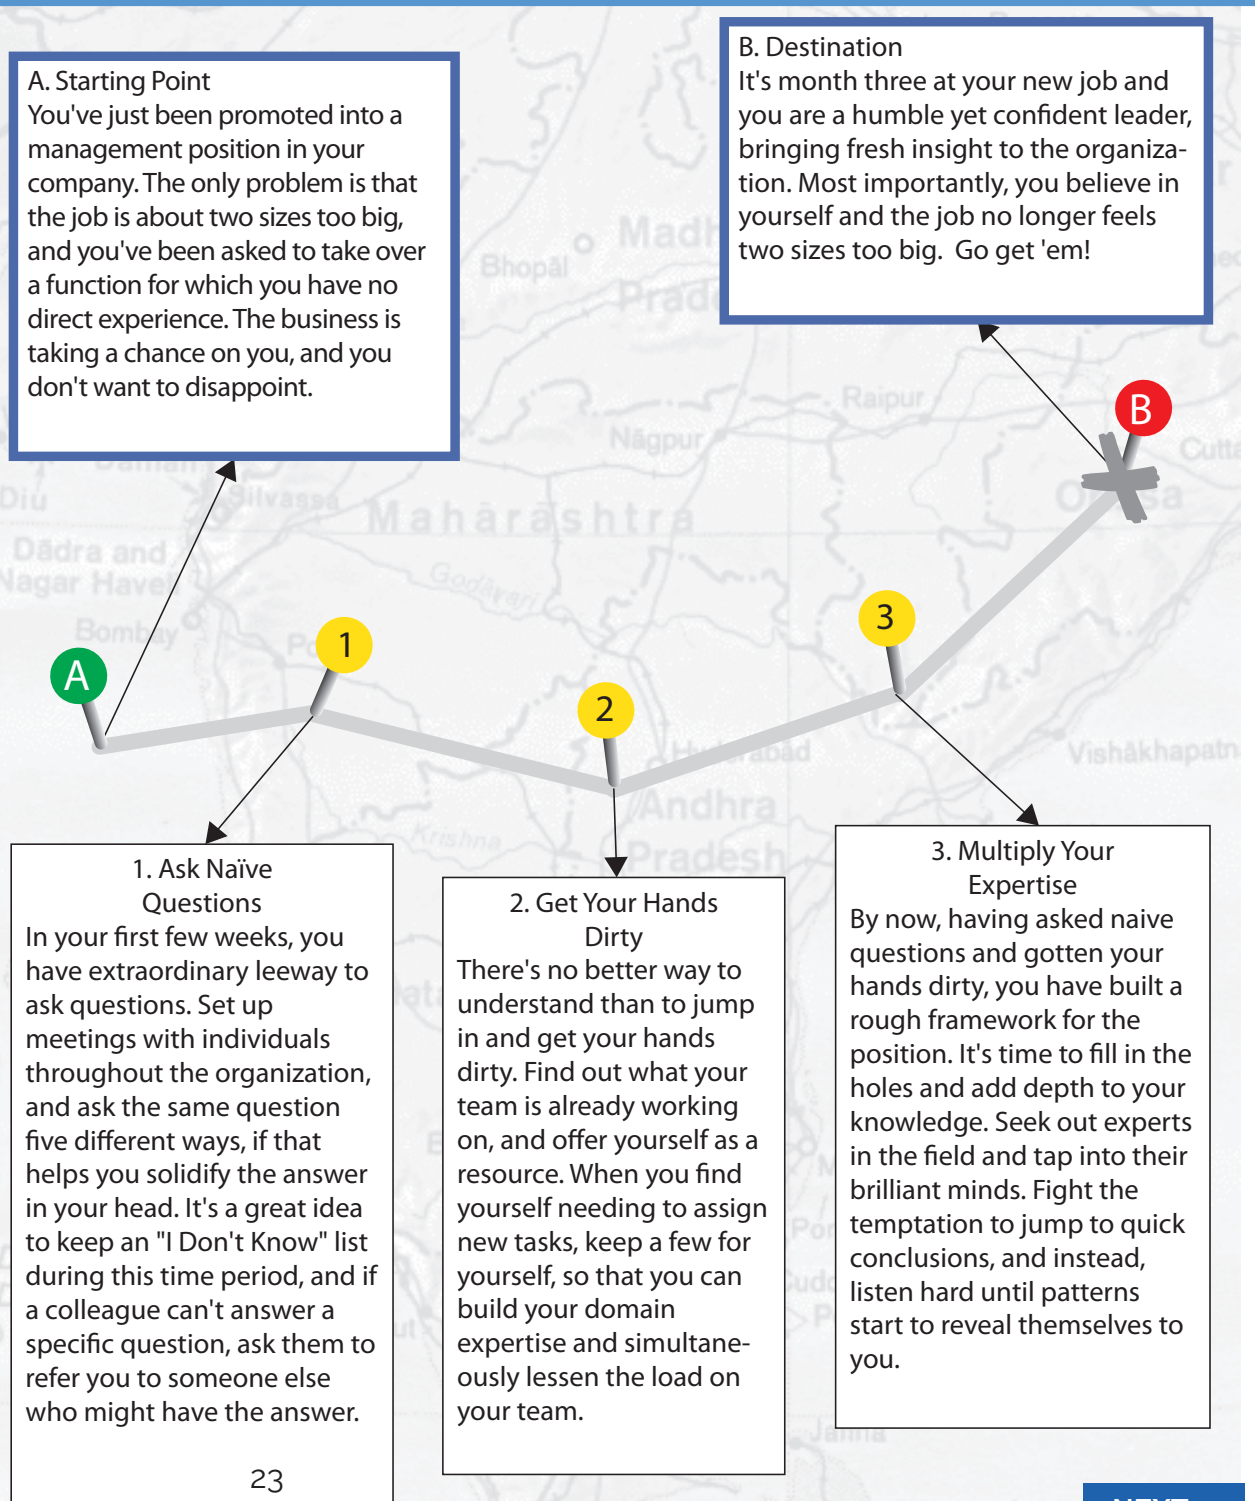 A. Starting Point
You've just been promoted into a
management position in your
company. The only problem is that
the job is about two sizes too big,
and you've been asked to take over
a function for which you have no
direct experience. The business is
taking a chance on you, and you
don't want to disappoint.
B. Destination
It's month three at your new job and
you are a humble yet confident leader,
bringing fresh insight to the organiza-
tion. Most importantly, you believe in
yourself and the job no longer feels
two sizes too big.  Go get 'em!
Bhopāl
Raipur
Nāgpur
Cutta
Diu
Silvassa
Mahārāshtra
Dādra and
Nagar Haveli
Godāvari
Bombay
B
A
1
2
3
Hyderabad
Vishākhapatn
Andhra
Pradesh
Krishna
1. Ask Naïve
Questions
In your first few weeks, you
have extraordinary leeway to
ask questions. Set up
meetings with individuals
throughout the organization,
and ask the same question
five different ways, if that
helps you solidify the answer
in your head. It's a great idea
to keep an "I Don't Know" list
during this time period, and if
a colleague can't answer a
specific question, ask them to
refer you to someone else
who might have the answer.
2. Get Your Hands
Dirty
There's no better way to
understand than to jump
in and get your hands
dirty. Find out what your
team is already working
on, and offer yourself as a
resource. When you find
yourself needing to assign
new tasks, keep a few for
yourself, so that you can
build your domain
expertise and simultane-
ously lessen the load on
your team.
3. Multiply Your
Expertise
By now, having asked naive
questions and gotten your
hands dirty, you have built a
rough framework for the
position. It's time to fill in the
holes and add depth to your
knowledge. Seek out experts
in the field and tap into their
brilliant minds. Fight the
temptation to jump to quick
conclusions, and instead,
listen hard until patterns
start to reveal themselves to
you.
23